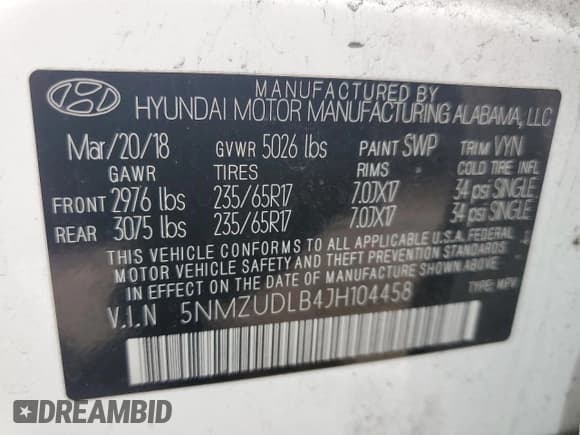 MANUFACTURED BY
HYUNDAI MOTOR MANUFACTURING ALABAMA, LLC
Mar/20/18 GVWR 5026 lbs PAINT SWP TRIM VYN
GAWR TIRES RIMS COLD TIRE INFL
FRONT 2976 lbs 235/65R17 7.0JX17 34 psi SINGLE
REAR 3075 lbs 235/65R17 7.0JX17 34 psi SINGLE
THIS VEHICLE CONFORMS TO ALL APPLICABLE U.S.A. FEDERAL
MOTOR VEHICLE SAFETY AND THEFT PREVENTION STANDARDS
IN EFFECT ON THE DATE OF MANUFACTURE SHOWN ABOVE.
V.I.N 5NMZUDLB4JH104458 TYPE: MPV
DREAMBID